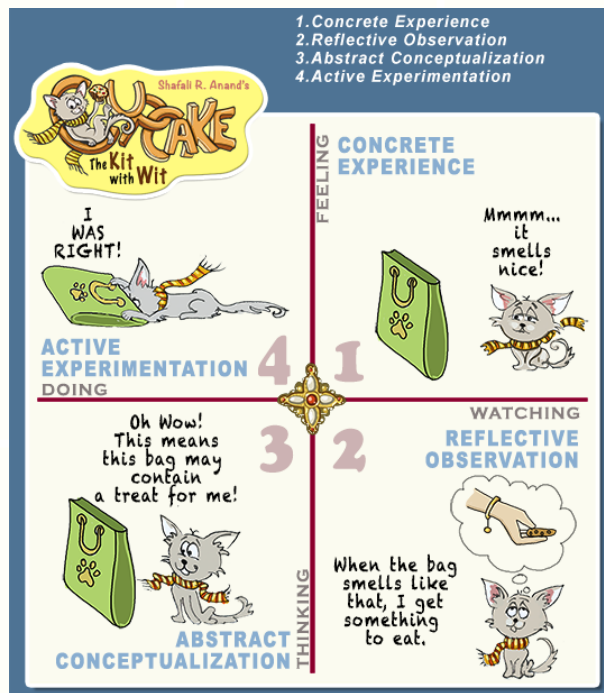 1.Concrete Experience
2.Reflective Observation
3.Abstract Conceptualization
4.Active Experimentation
Shafali R. Anand's
CUPCAKE
The Kit
with Wit
FEELING
CONCRETE
EXPERIENCE
Mmmm...
it
smells
nice!
1
WATCHING
REFLECTIVE
OBSERVATION
2
When the bag
smells like
that, I get
something
to eat.
3
Oh Wow!
This means
this bag may
contain
a treat for me!
THINKING
ABSTRACT
CONCEPTUALIZATION
I
WAS
RIGHT!
ACTIVE
EXPERIMENTATION
4
DOING